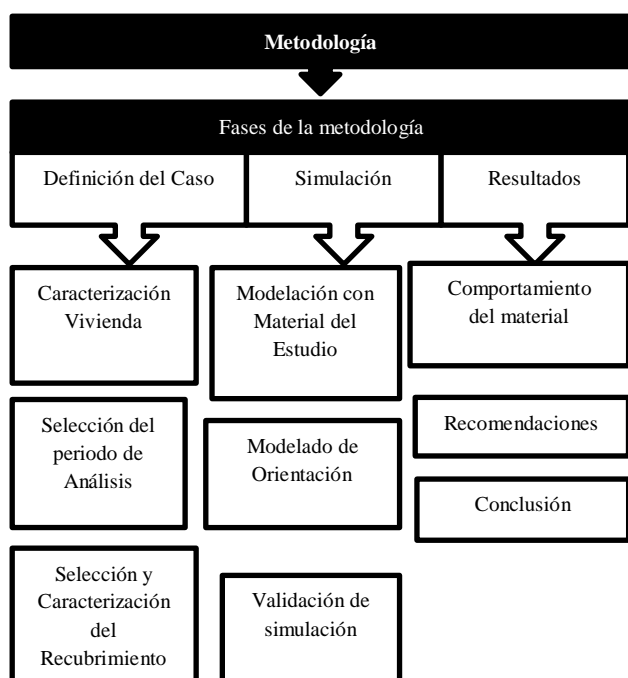 Metodología
Fases de la metodología
Definición del Caso
Simulación
Resultados
Caracterización
Vivienda
Modelación con
Material del
Estudio
Comportamiento
del material
Selección del
periodo de
Análisis
Modelado de
Orientación
Recomendaciones
Conclusión
Selección y
Caracterización
del
Recubrimiento
Validación de
simulación